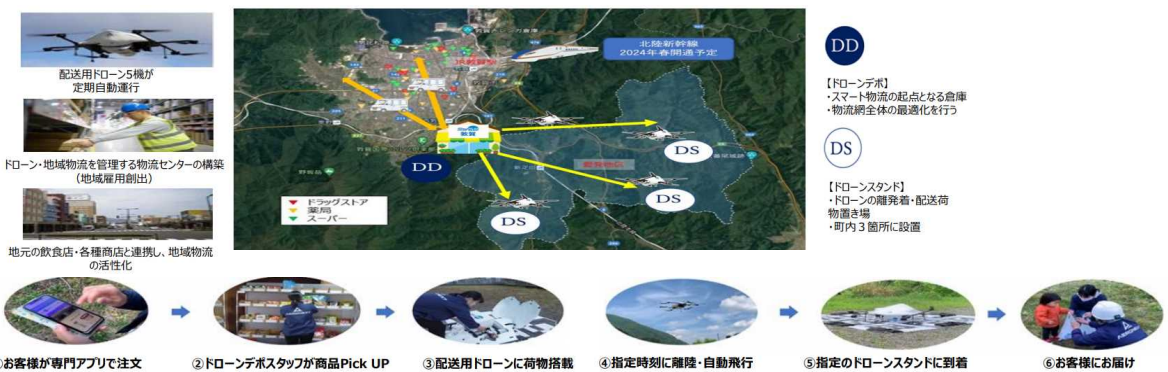 配送用ドローン5機が
定期自動運行
ドローン・地域物流を管理する物流センターの構築
(地域雇用創出)
地元の飲食店・各種商店と連携し、地域物流
の活性化
北陸新幹線
2024年春開通予定
敦賀
DD
DS
DS
DS
ドラッグストア
薬局
スーパー
DD
【ドローンデポ】
・スマート物流の起点となる倉庫
・物流網全体の最適化を行う
DS
【ドローンスタンド】
・ドローンの離発着・配送荷
物置き場
・町内3箇所に設置
①お客様が専門アプリで注文
②ドローンデポスタッフが商品Pick UP
③配送用ドローンに荷物搭載
④指定時刻に離陸・自動飛行
⑤指定のドローンスタンドに到着
⑥お客様にお届け